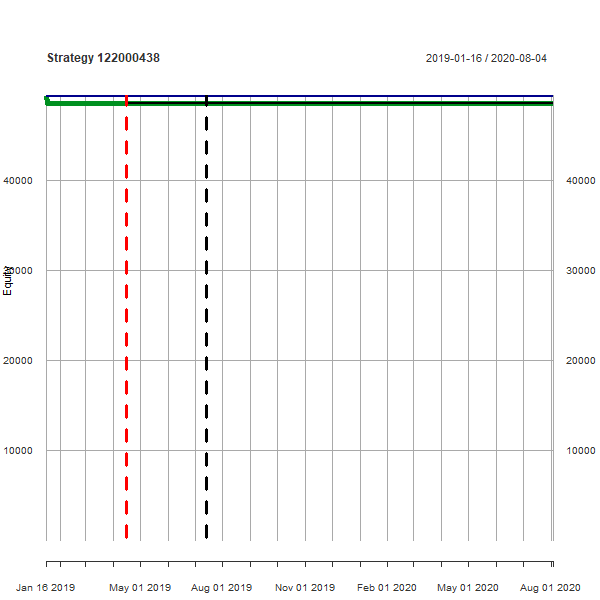 Strategy 122000438
2019-01-16 / 2020-08-04
40000
40000
Equity
30000
30000
20000
20000
10000
10000
Jan 16 2019
May 01 2019
Aug 01 2019
Nov 01 2019
Feb 01 2020
May 01 2020
Aug 01 2020